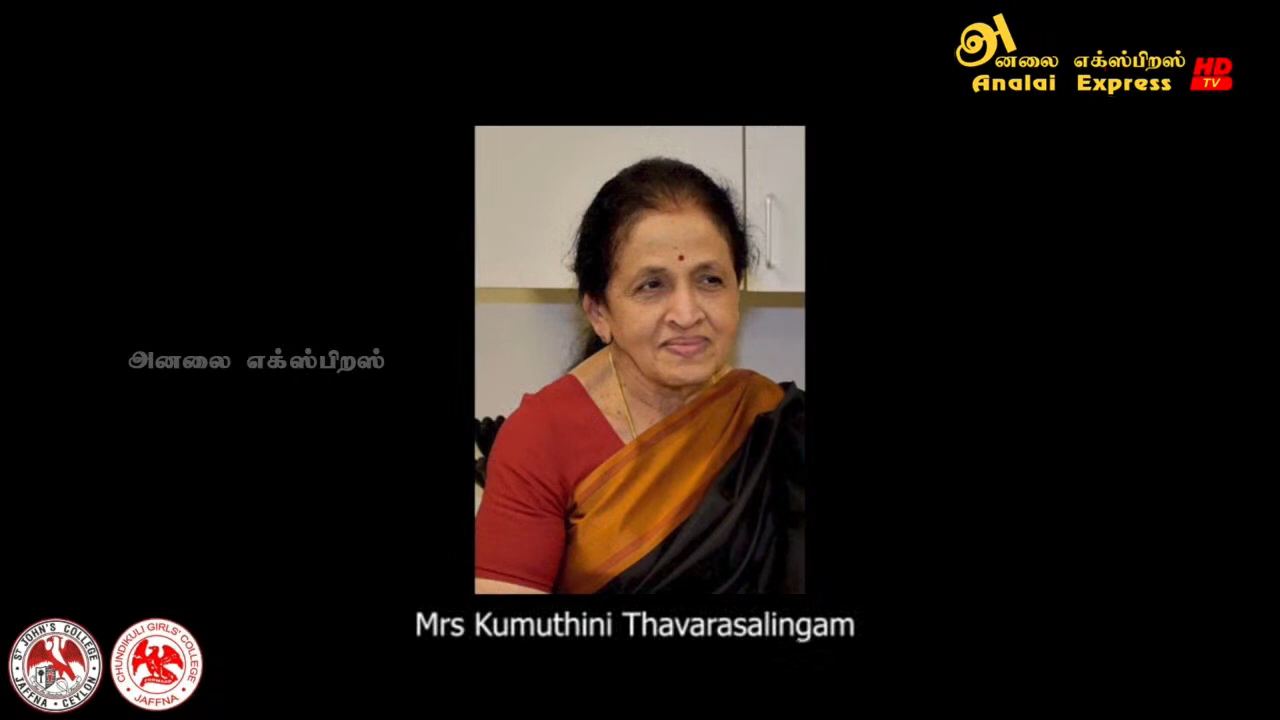 அனலை எக்ஸ்பிறஸ்
Analai Express
HD
TV
அனலை எக்ஸ்பிறஸ்
Mrs Kumuthini Thavarasalingam
ST JOHN'S COLLEGE
JAFFNA • CEYLON
CHUNDIKULI GIRLS' COLLEGE
JAFFNA